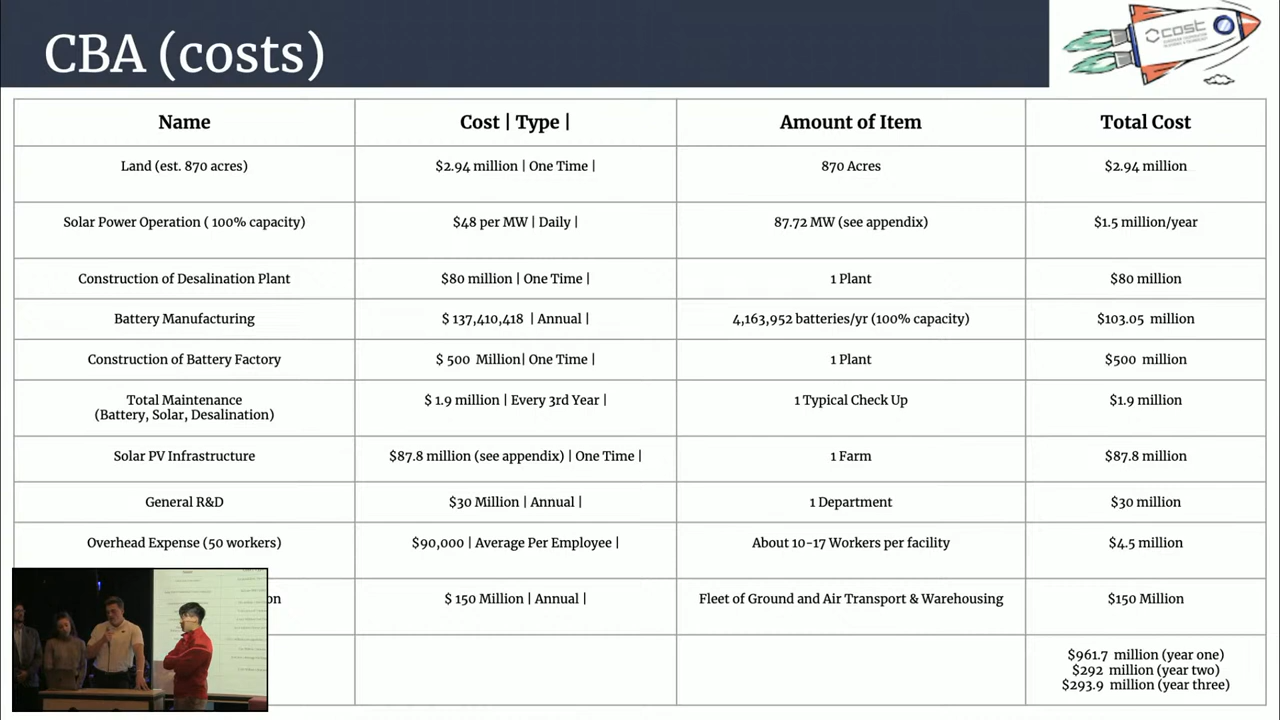 CBA (costs)
cost
Name
Cost | Type |
Amount of Item
Total Cost
Land (est. 870 acres)
$2.94 million | One Time |
870 Acres
$2.94 million
Solar Power Operation ( 100% capacity)
$48 per MW | Daily |
87.72 MW (see appendix)
$1.5 million/year
Construction of Desalination Plant
$80 million | One Time |
1 Plant
$80 million
Battery Manufacturing
$ 137,410,418 | Annual |
4,163,952 batteries/yr (100% capacity)
$103.05 million
Construction of Battery Factory
$ 500 Million| One Time |
1 Plant
$500 million
Total Maintenance
(Battery, Solar, Desalination)
$ 1.9 million | Every 3rd Year |
1 Typical Check Up
$1.9 million
Solar PV Infrastructure
$87.8 million (see appendix) | One Time |
1 Farm
$87.8 million
General R&D
$30 Million | Annual |
1 Department
$30 million
Overhead Expense (50 workers)
$90,000 | Average Per Employee |
About 10-17 Workers per facility
$4.5 million
on
$ 150 Million | Annual |
Fleet of Ground and Air Transport & Warehousing
$150 Million
$961.7 million (year one)
$292 million (year two)
$293.9 million (year three)